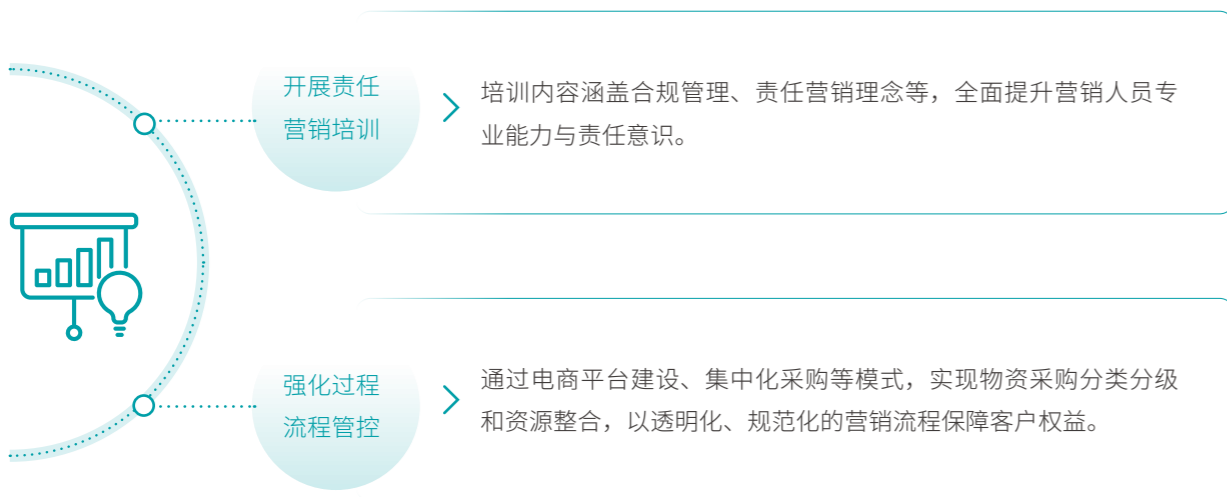 开展责任
营销培训
培训内容涵盖合规管理、责任营销理念等，全面提升营销人员专
业能力与责任意识。
强化过程
流程管控
通过电商平台建设、集中化采购等模式，实现物资采购分类分级
和资源整合，以透明化、规范化的营销流程保障客户权益。